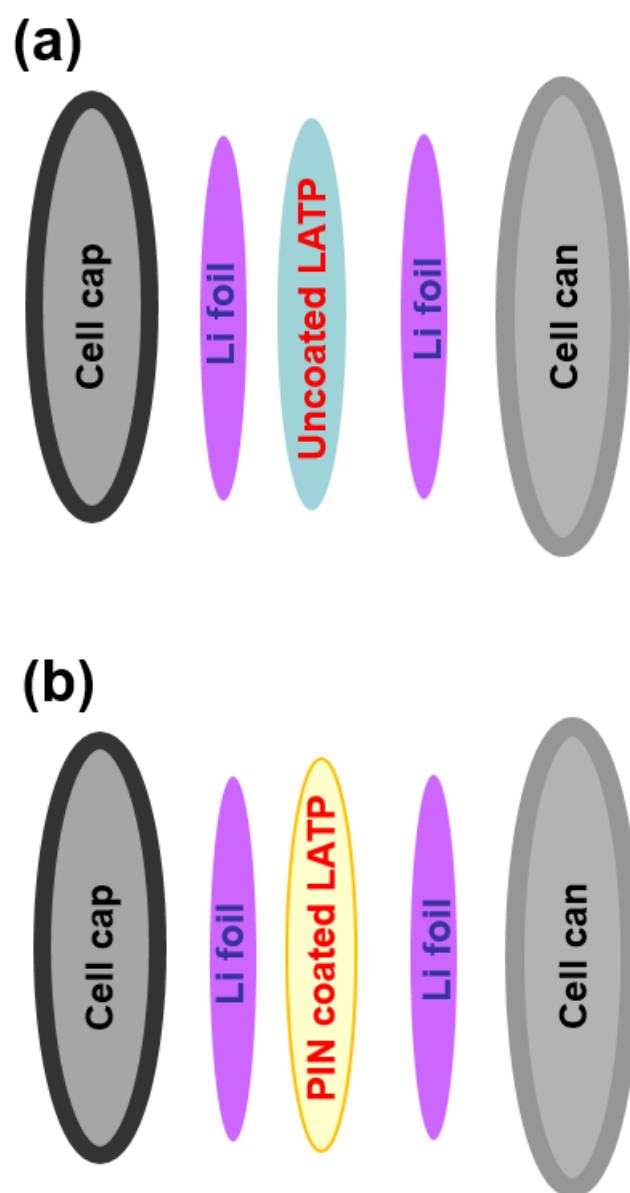 (a)
Cell cap
Li foil
Uncoated LATP
Li foil
Cell can
(b)
Cell cap
Li foil
PIN coated LATP
Li foil
Cell can